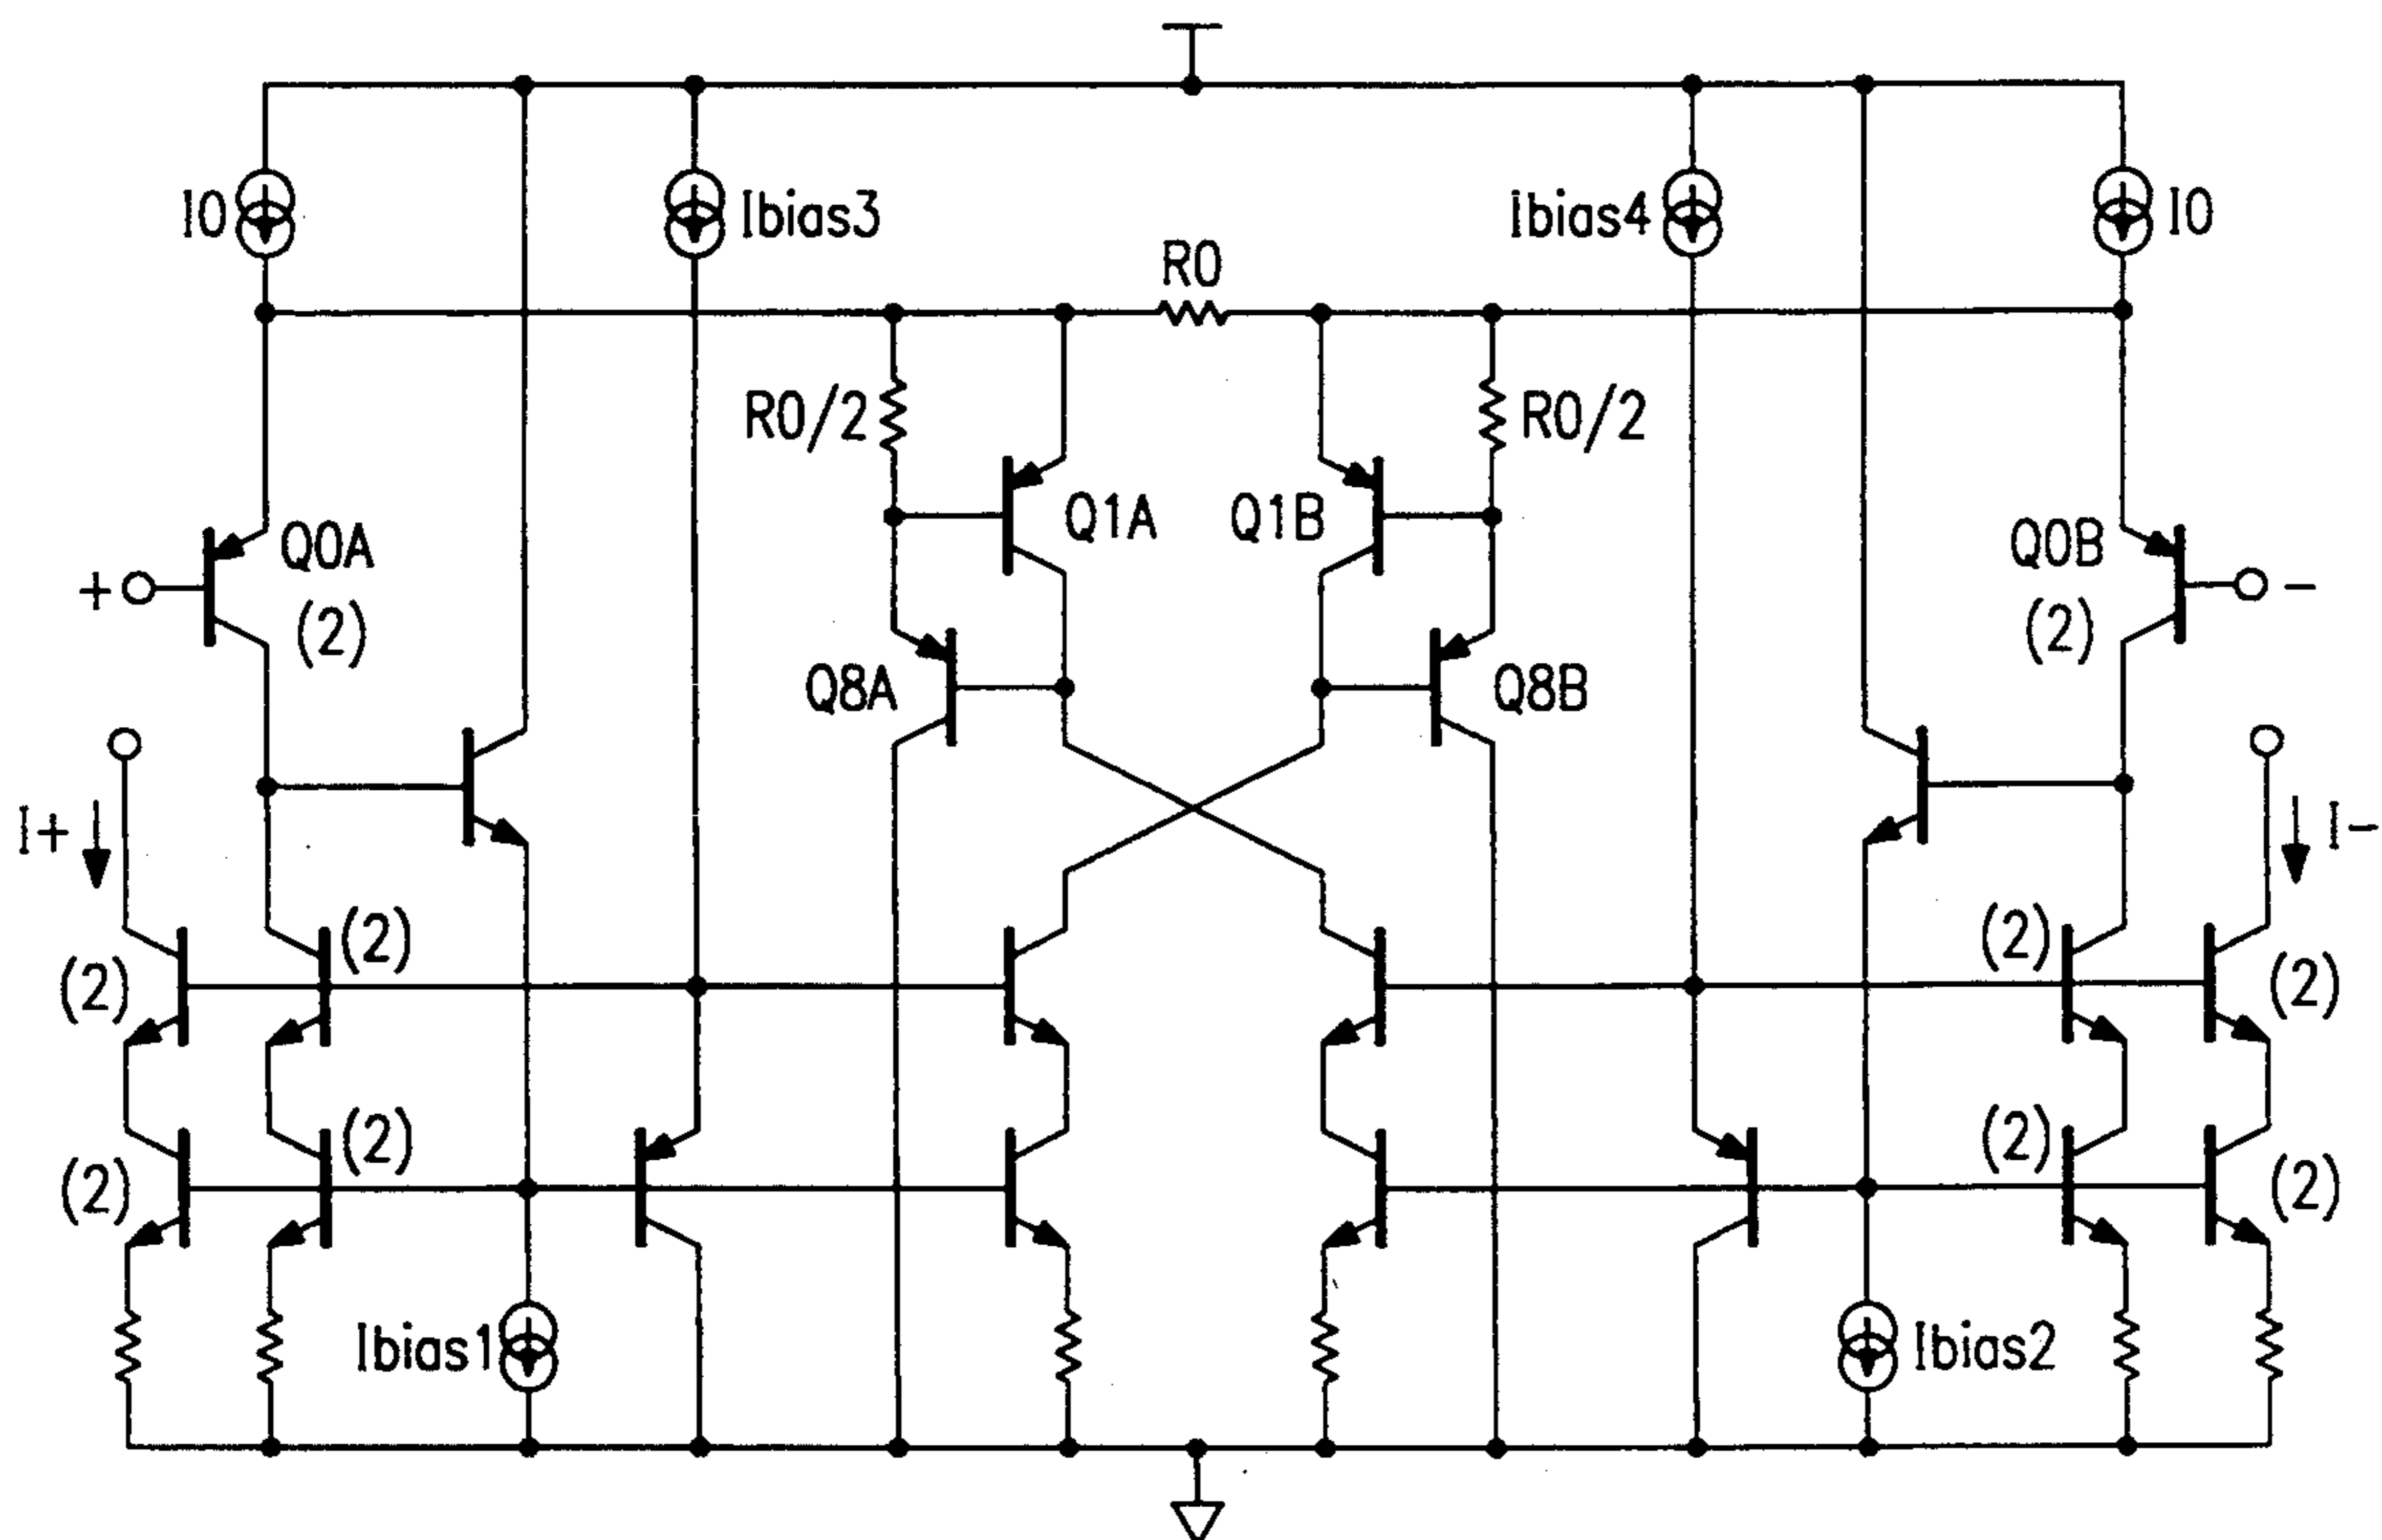 I0
Ibias3
Ibias4
I0
R0
R0/2
R0/2
Q1A
Q1B
Q0A
(2)
Q0B
(2)
+
-
Q8A
Q8B
I+
I-
(2)
(2)
(2)
(2)
(2)
(2)
(2)
(2)
Ibias1
Ibias2